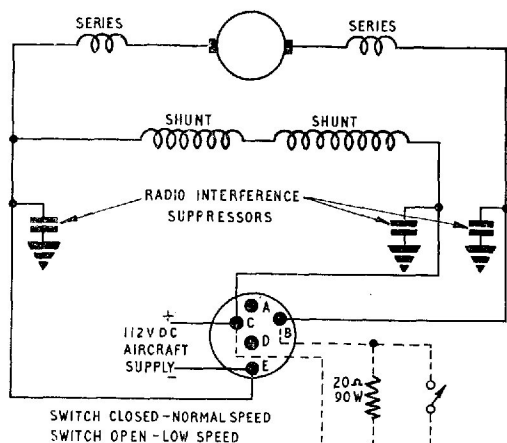 SERIES
SERIES
SHUNT
SHUNT
RADIO INTERFERENCE
SUPPRESSORS
A
+
C
B
112V DC
D
AIRCRAFT
SUPPLY
−
E
20Ω
90W
SWITCH CLOSED-NORMAL SPEED
SWITCH OPEN-LOW SPEED